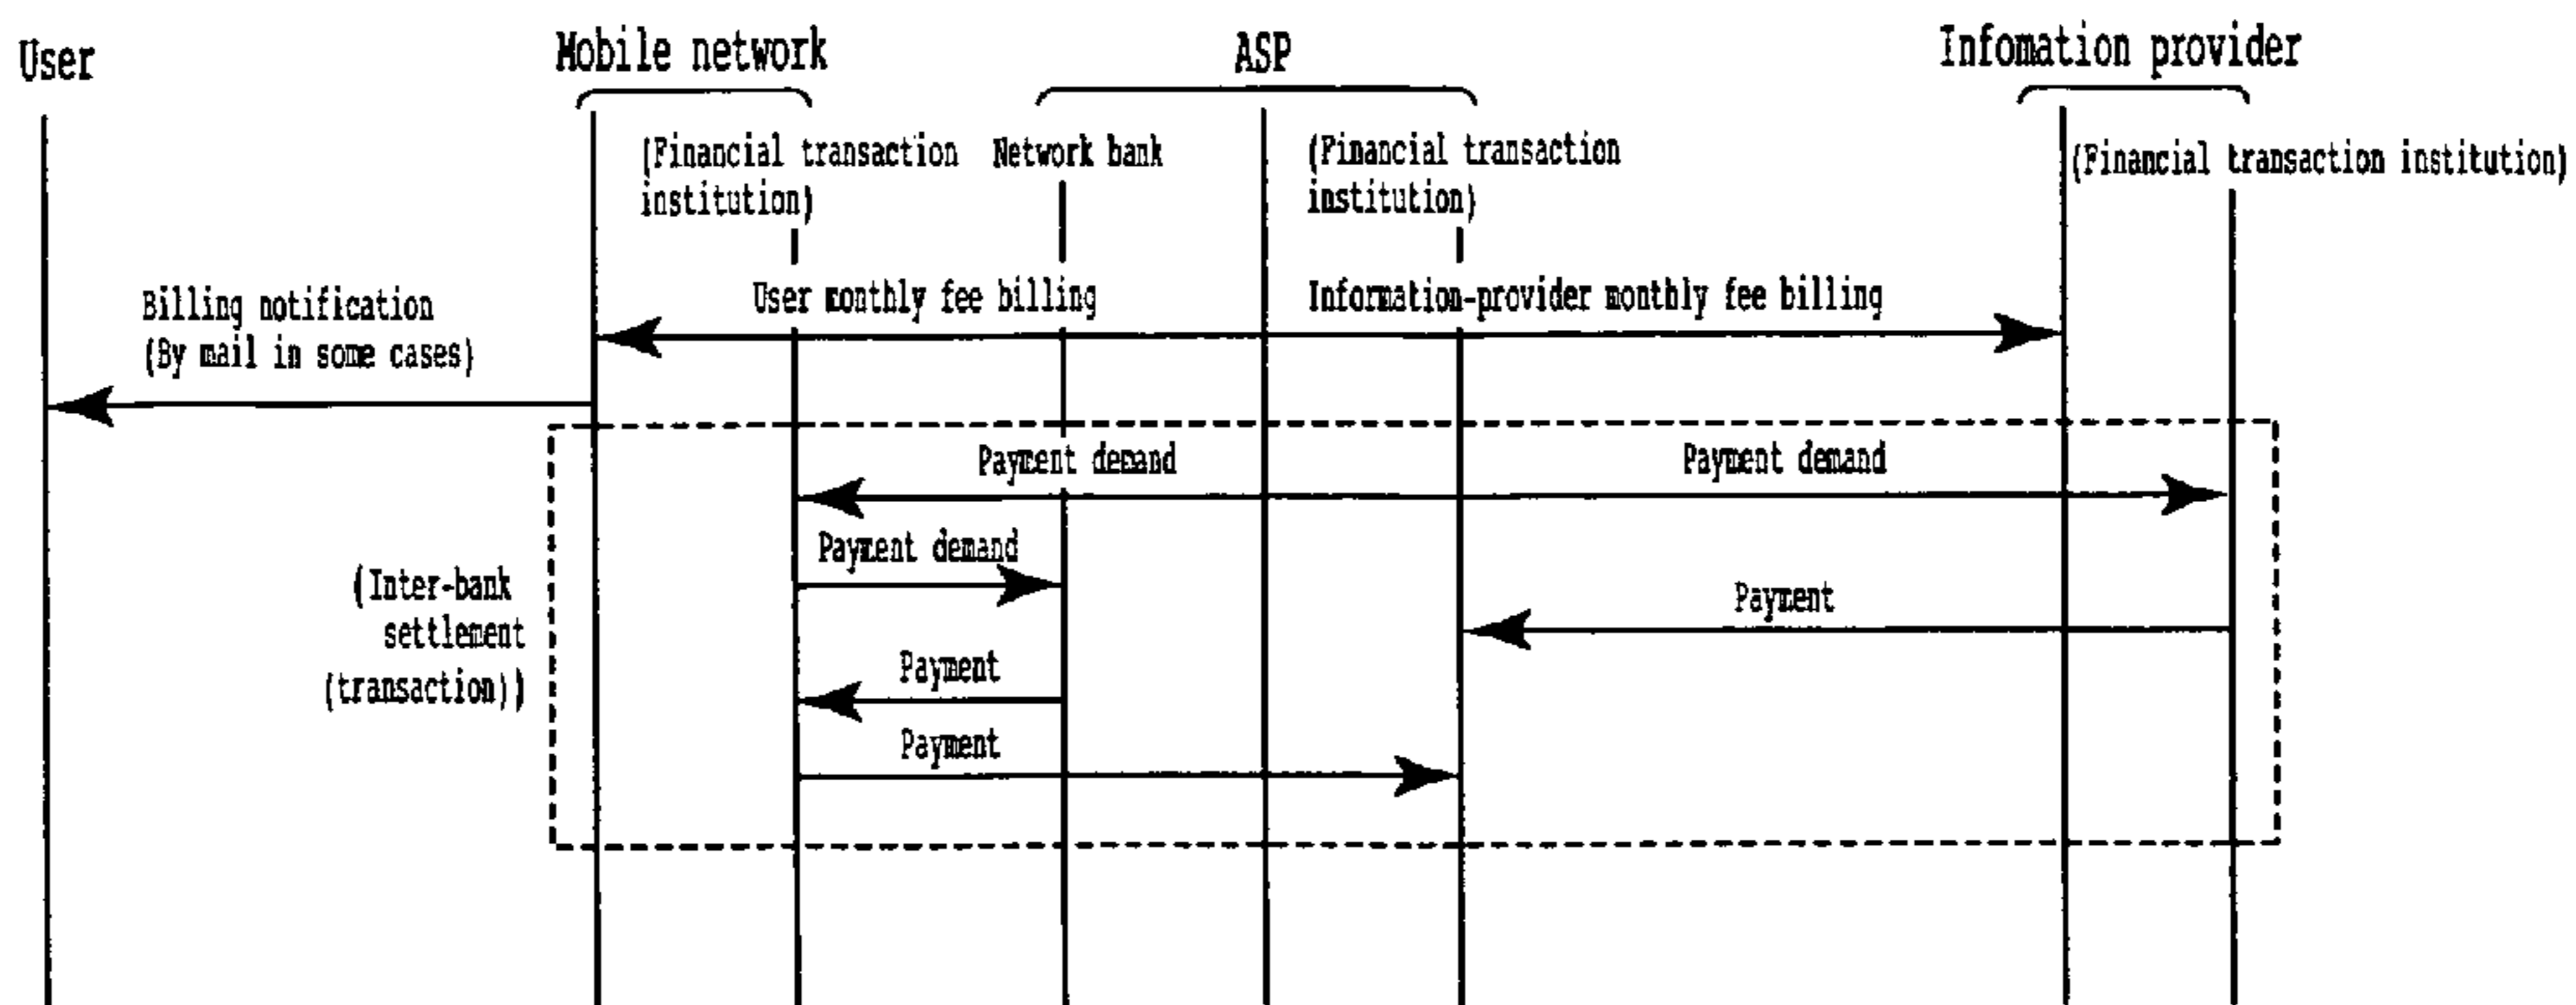 User
Mobile network
ASP
Infomation provider
(Financial transaction
institution)
Network bank
(Financial transaction
institution)
(Financial transaction institution)
User monthly fee billing
Information-provider monthly fee billing
Billing notification
(By mail in some cases)
Payment demand
Payment demand
Payment demand
(Inter-bank
settlement
(transaction))
Payment
Payment
Payment